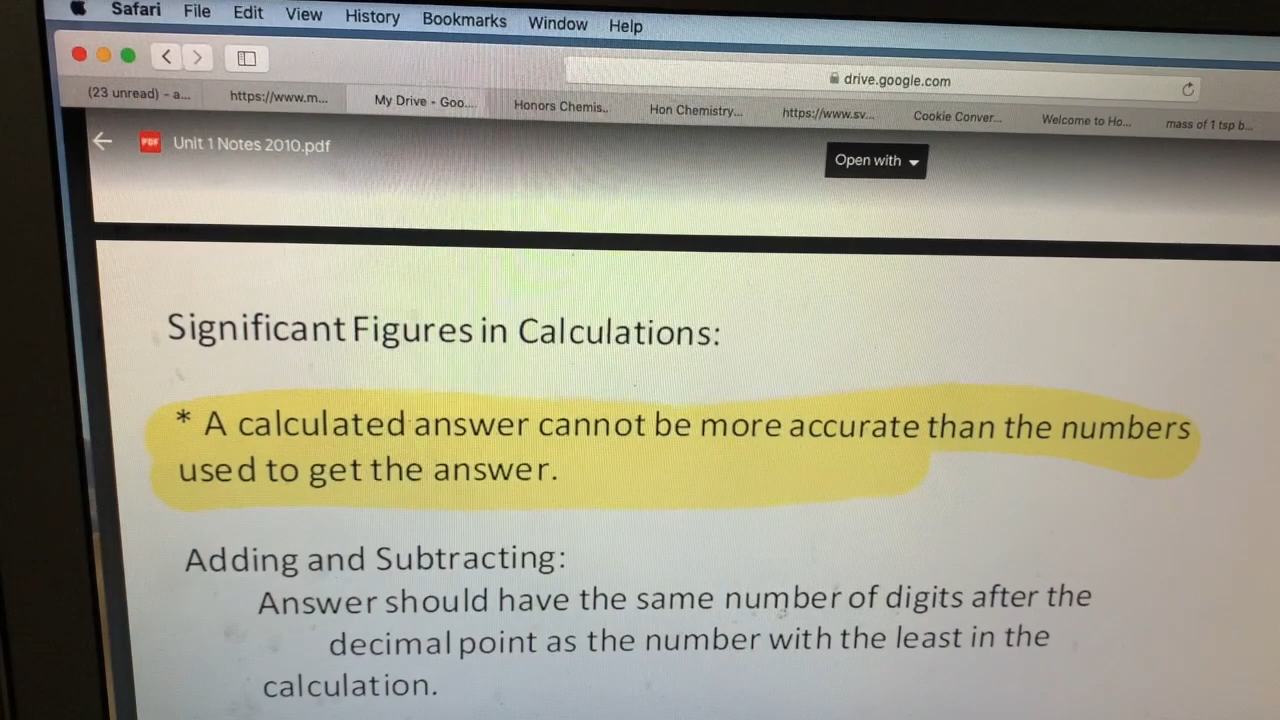 Safari File Edit View History Bookmarks Window Help
drive.google.com
(23 unread) - a... https://www.m... My Drive - Goo.... Honors Chemis.. Hon Chemistry... https://www.sv... Cookie Conver... Welcome to Ho... mass of 1 tsp b...
PDF Unit 1 Notes 2010.pdf
Open with
Significant Figures in Calculations:
* A calculated answer cannot be more accurate than the numbers
used to get the answer.
Adding and Subtracting:
Answer should have the same number of digits after the
decimal point as the number with the least in the
calculation.